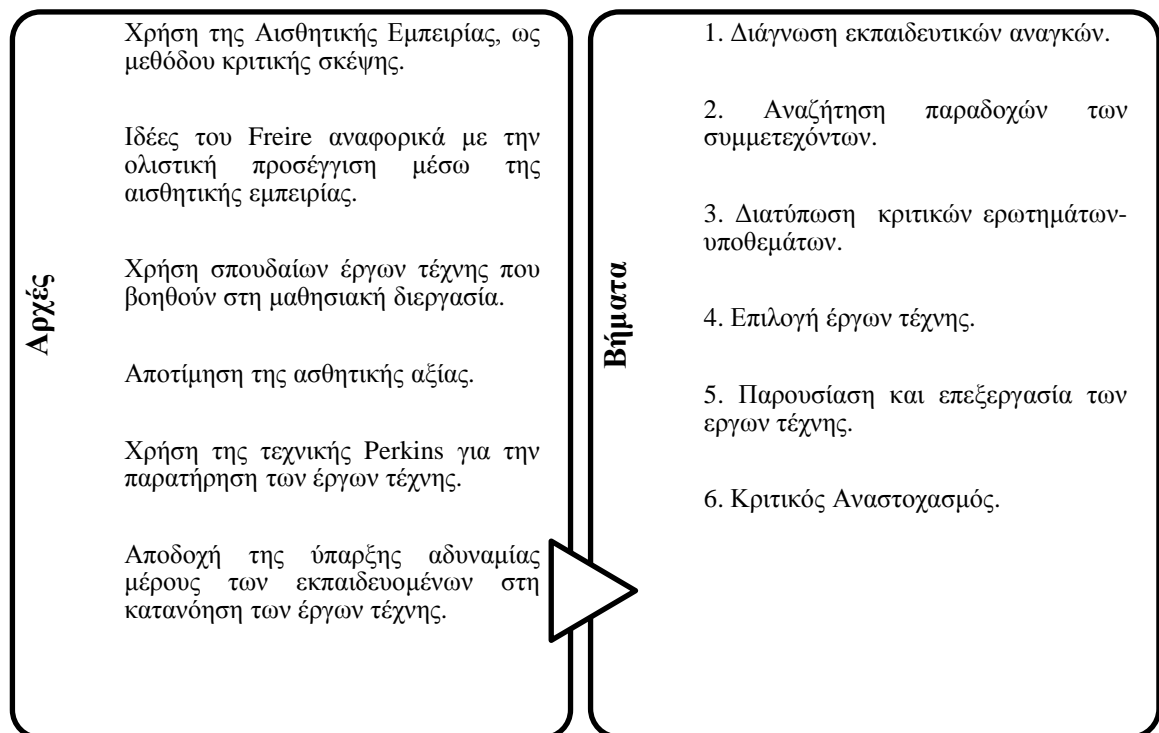 Αρχές
Χρήση της Αισθητικής Εμπειρίας, ως
μεθόδου κριτικής σκέψης.
Ιδέες του Freire αναφορικά με την
ολιστική προσέγγιση μέσω της
αισθητικής εμπειρίας.
Χρήση σπουδαίων έργων τέχνης που
βοηθούν στη μαθησιακή διεργασία.
Αποτίμηση της ασθητικής αξίας.
Χρήση της τεχνικής Perkins για την
παρατήρηση των έργων τέχνης.
Αποδοχή της ύπαρξης αδυναμίας
μέρους των εκπαιδευομένων στη
κατανόηση των έργων τέχνης.
Βήματα
1. Διάγνωση εκπαιδευτικών αναγκών.
2. Αναζήτηση παραδοχών των
συμμετεχόντων.
3. Διατύπωση κριτικών ερωτημάτων-
υποθεμάτων.
4. Επιλογή έργων τέχνης.
5. Παρουσίαση και επεξεργασία των
εργων τέχνης.
6. Κριτικός Αναστοχασμός.